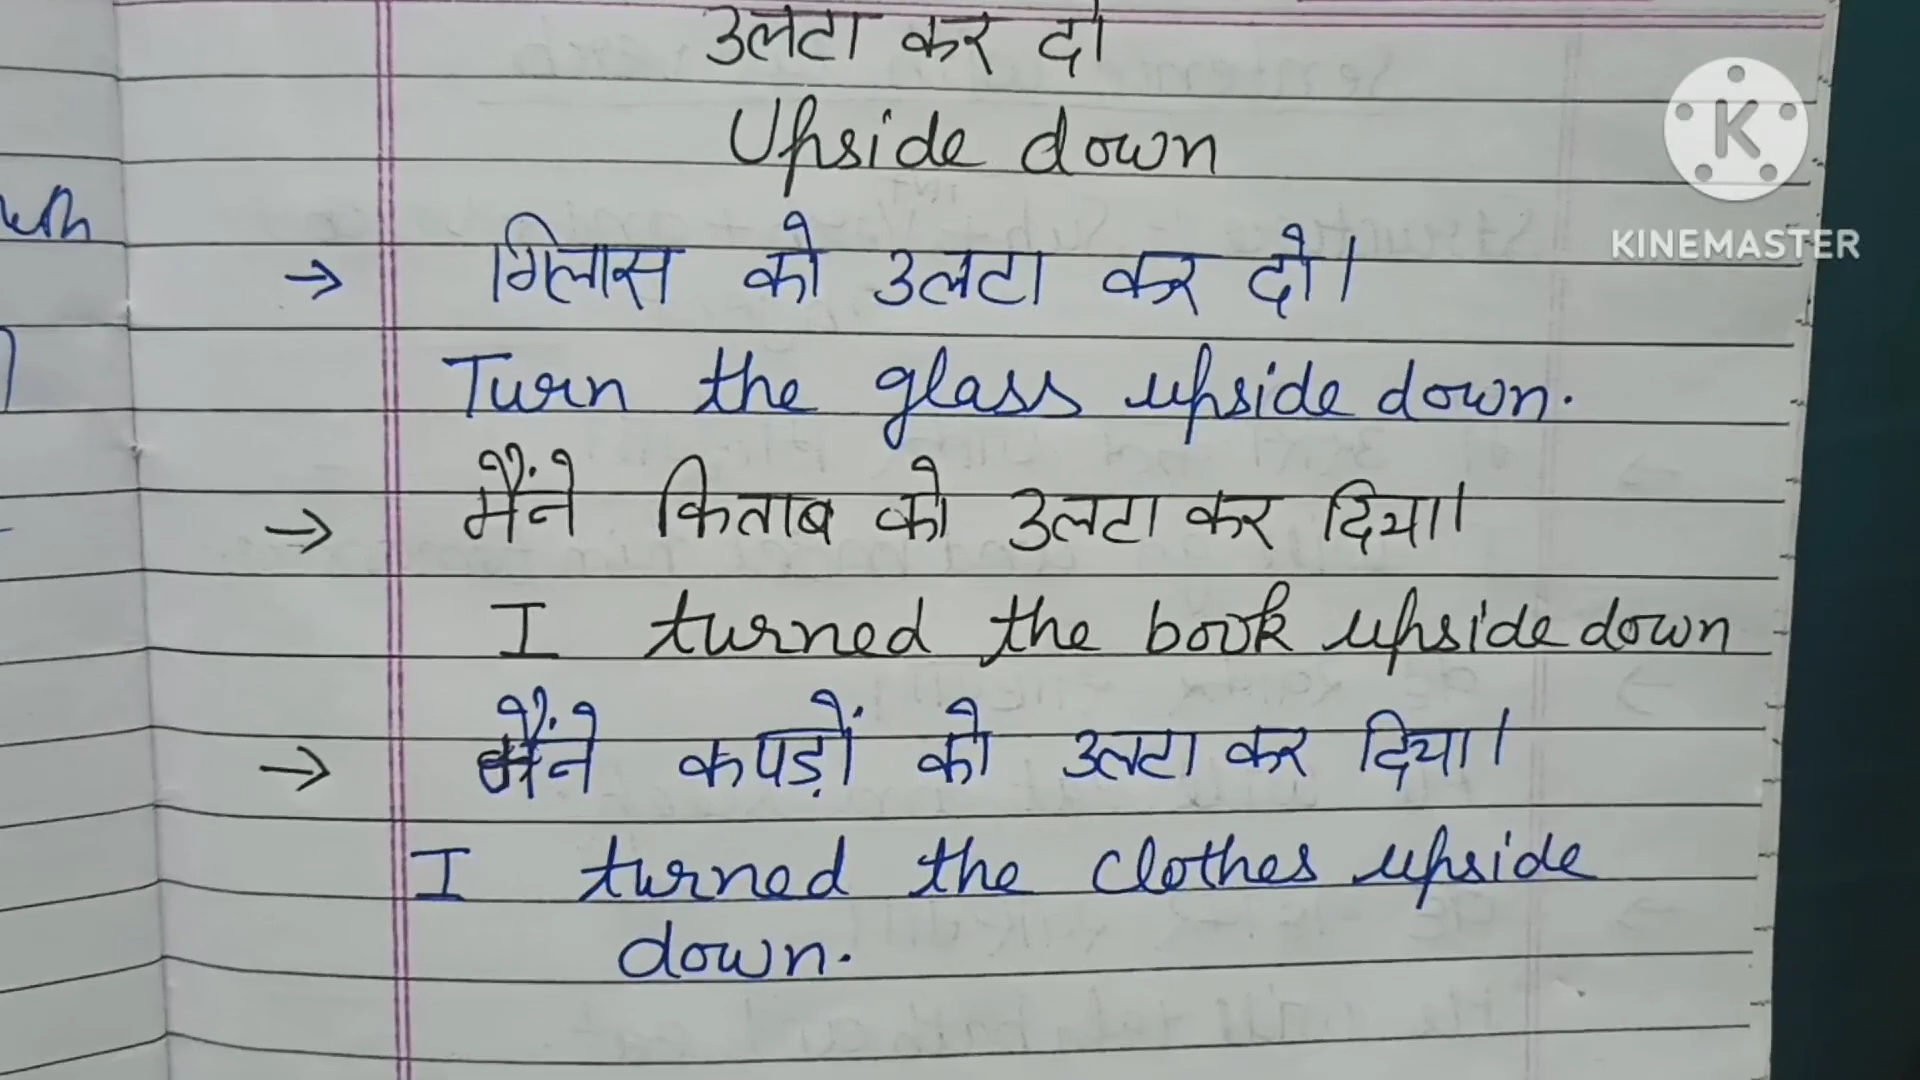 उलटा कर दो
Upside down
K
KINEMASTER
→ गिलास को उलटा कर दो।
Turn the glass upside down.
→ मैंने किताब को उलटा कर दिया।
I turned the book upside down
→ मैंने कपड़ों को उलटा कर दिया।
I turned the clothes upside
down.